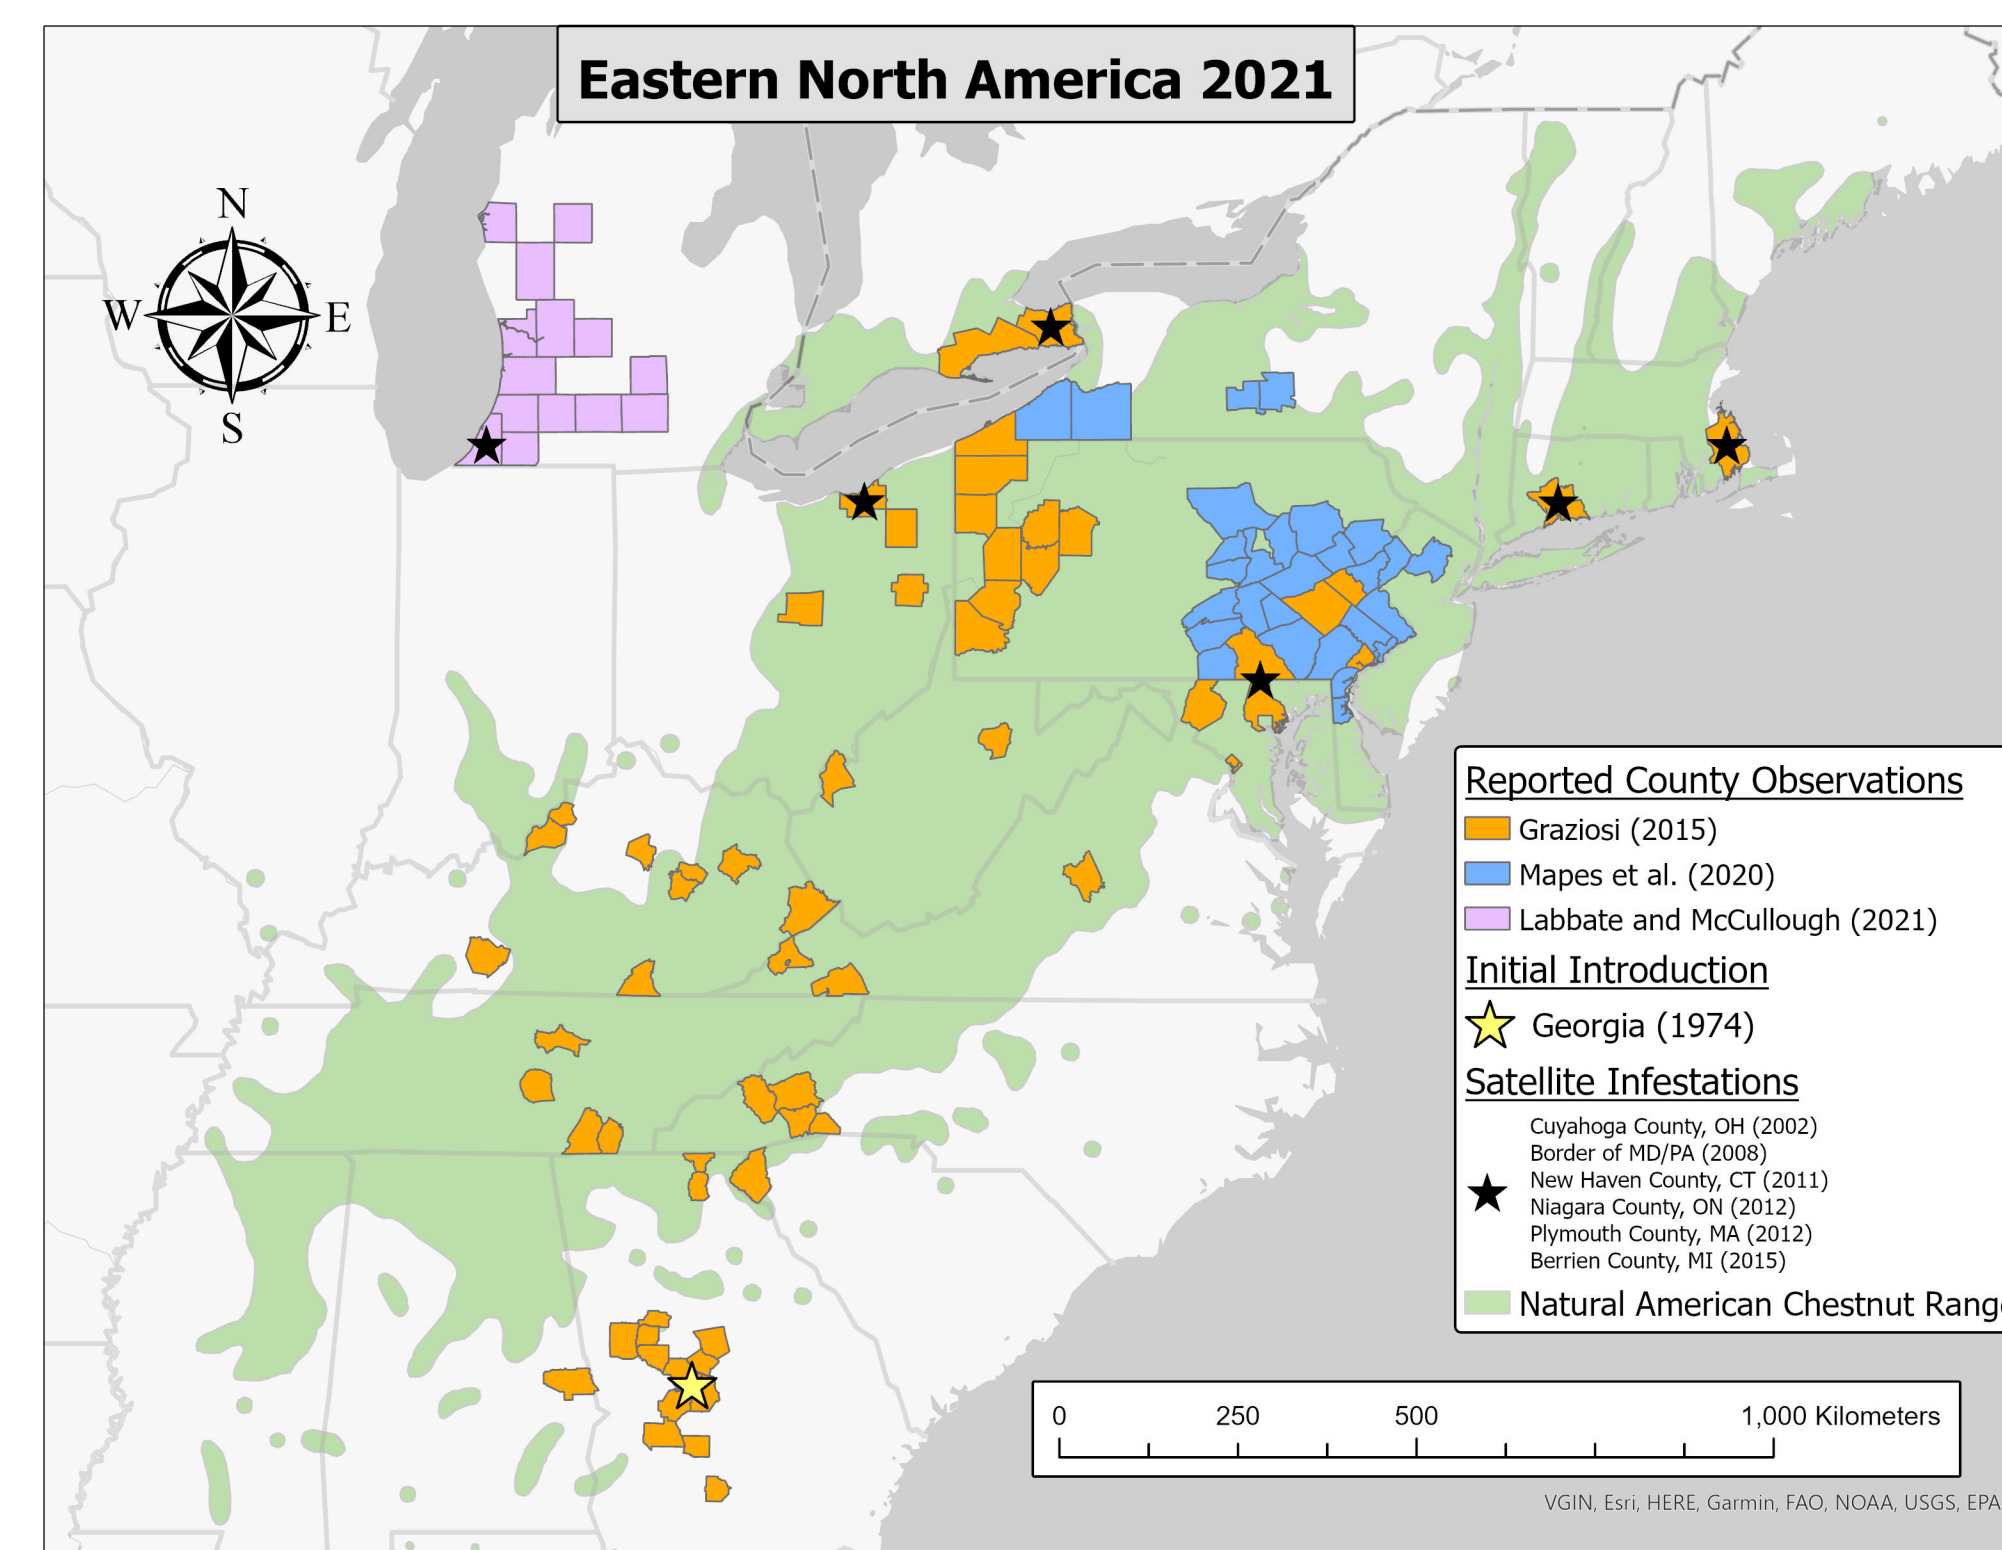 Eastern North America 2021
N
W
E
S
Reported County Observations
Graziosi (2015)
Mapes et al. (2020)
Labbate and McCullough (2021)
Initial Introduction
Georgia (1974)
Satellite Infestations
Cuyahoga County, OH (2002)
Border of MD/PA (2008)
New Haven County, CT (2011)
Niagara County, ON (2012)
Plymouth County, MA (2012)
Berrien County, MI (2015)
Natural American Chestnut Rang
0 250 500 1,000 Kilometers
VGIN, Esri, HERE, Garmin, FAO, NOAA, USGS, EPA